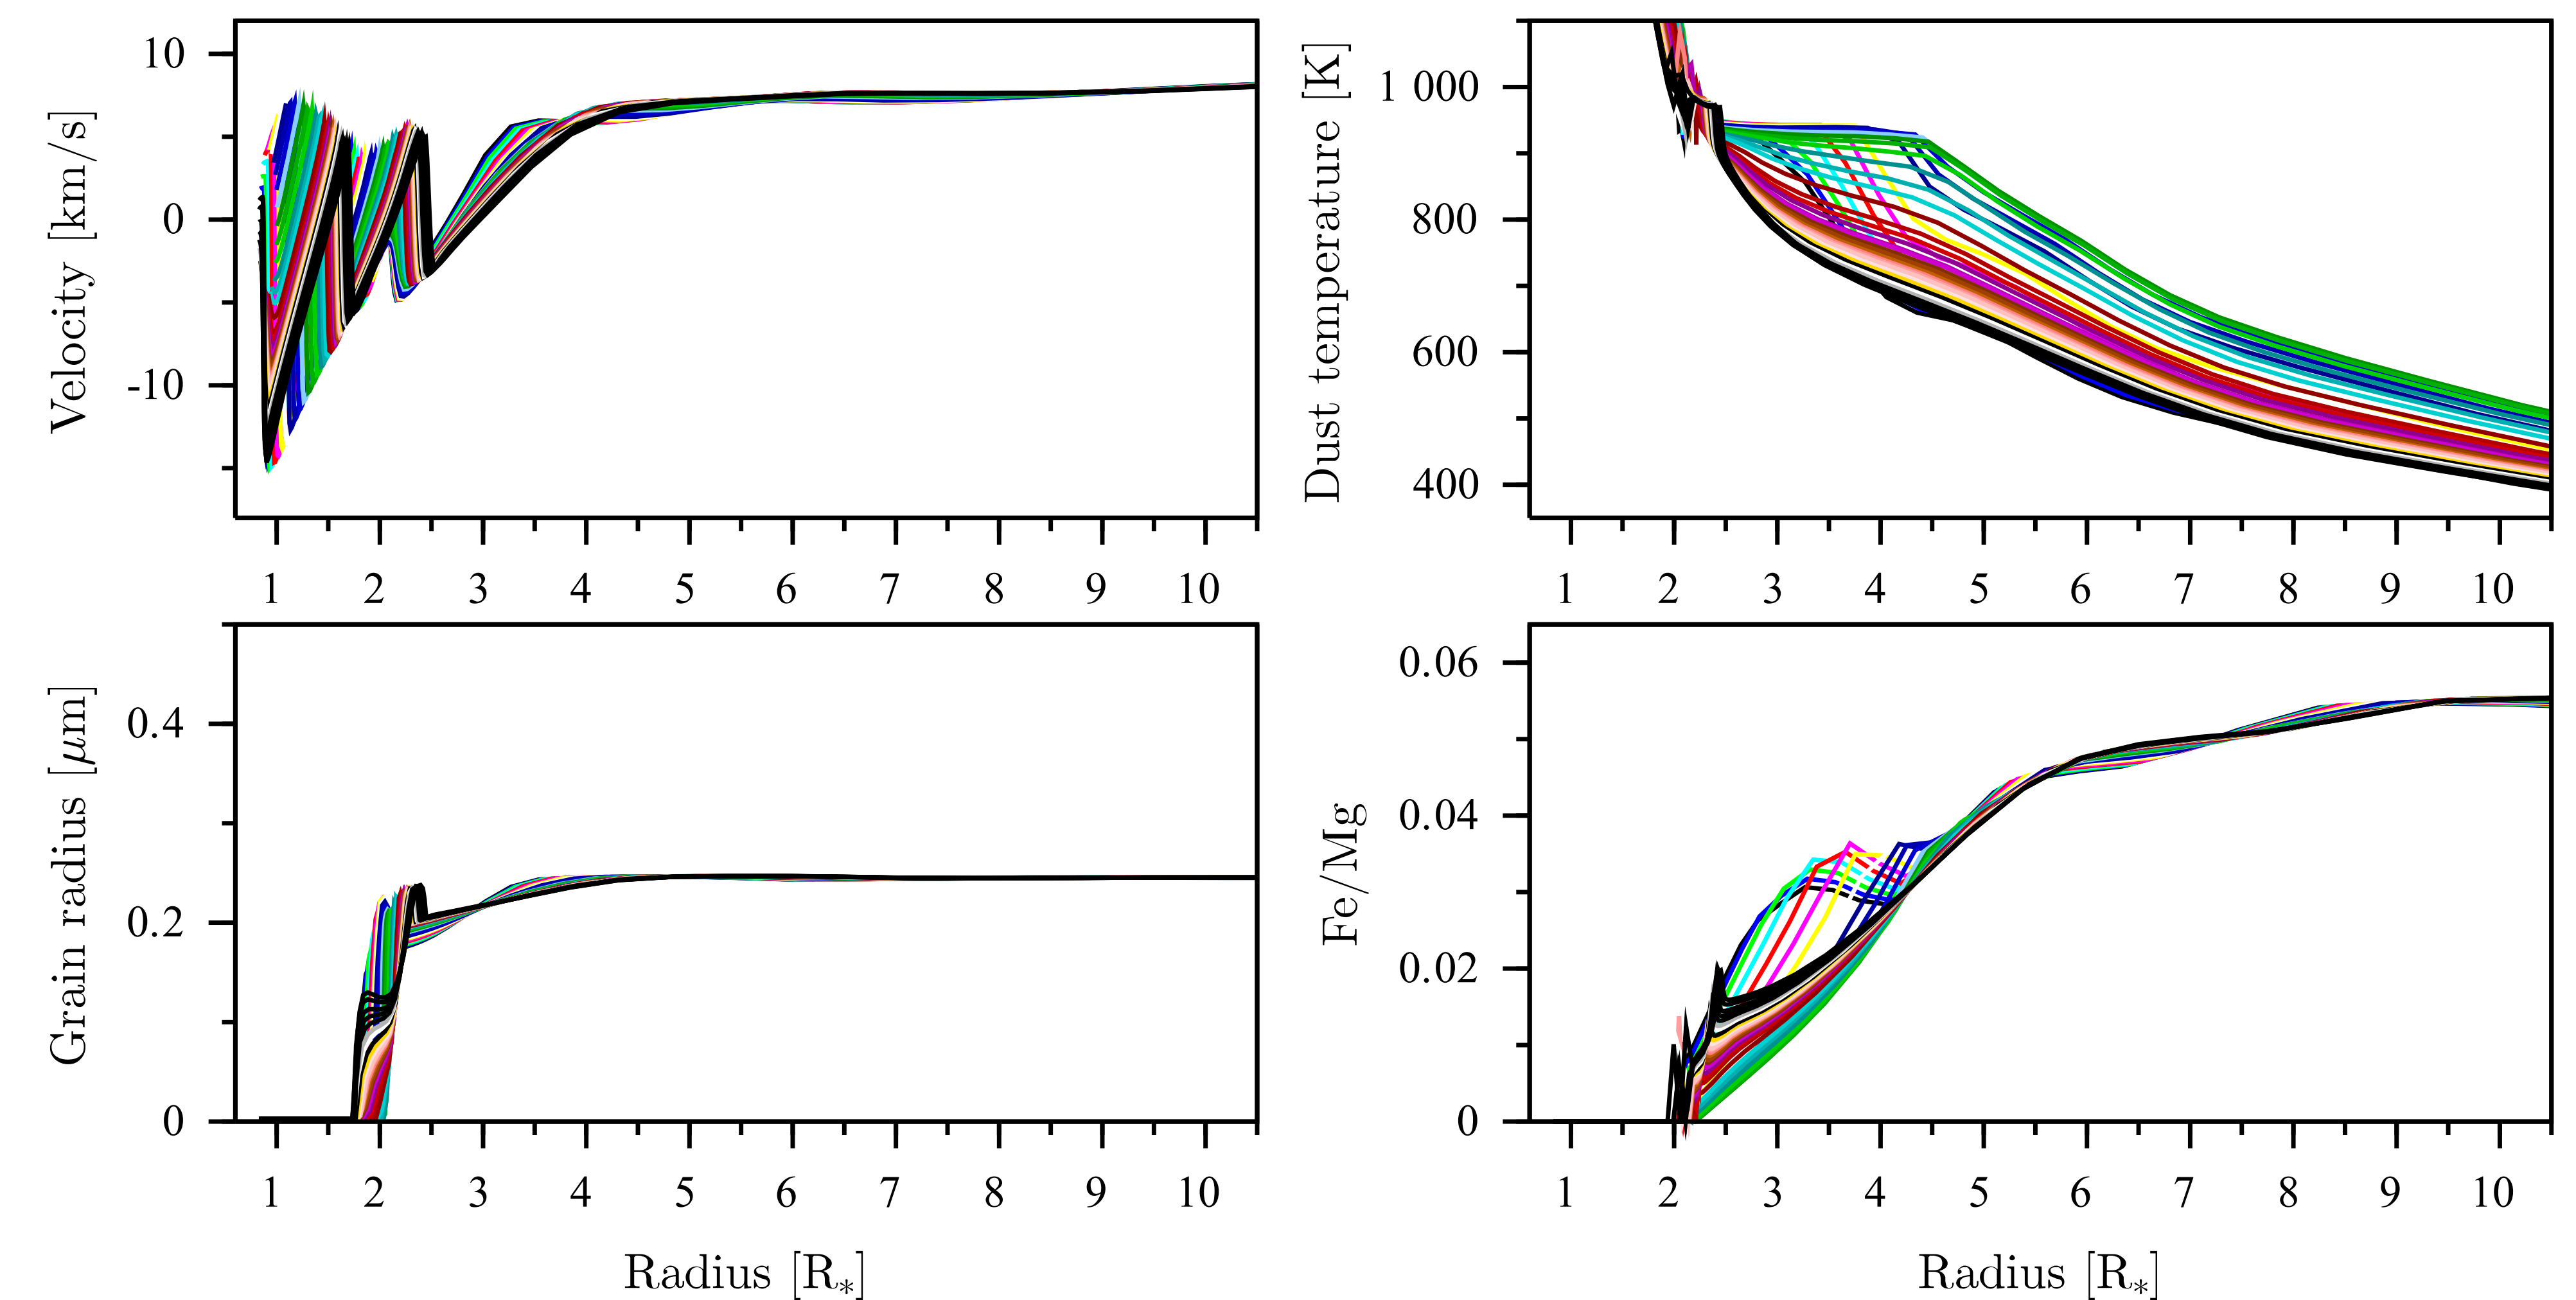 Velocity [km/s]
10
0
-10
1 2 3 4 5 6 7 8 9 10
Dust temperature [K]
1 000
800
600
400
1 2 3 4 5 6 7 8 9 10
Grain radius [μm]
0.4
0.2
0
1 2 3 4 5 6 7 8 9 10
Radius [R*]
Fe/Mg
0.06
0.04
0.02
0
1 2 3 4 5 6 7 8 9 10
Radius [R*]